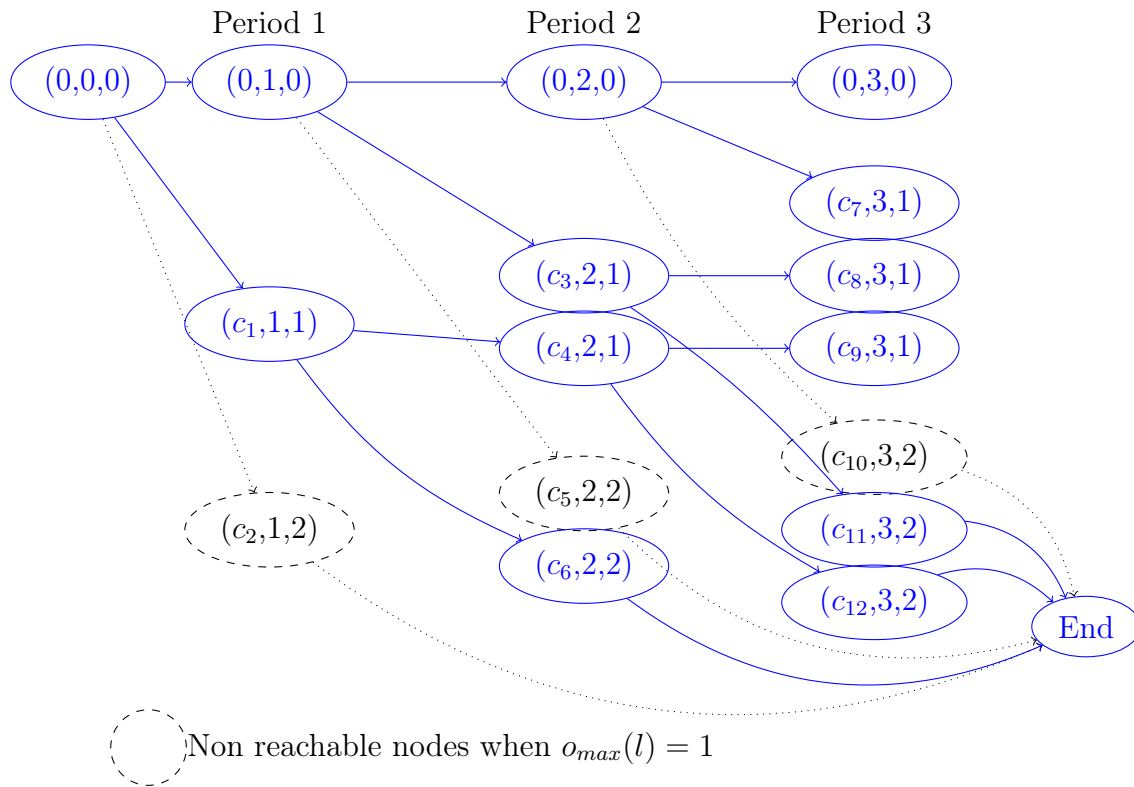 Period 1 Period 2 Period 3
(0,0,0) (0,1,0) (0,2,0) (0,3,0)
(c₇,3,1)
(c₃,2,1) (c₈,3,1)
(c₁,1,1) (c₄,2,1) (c₉,3,1)
(c₁₀,3,2)
(c₅,2,2)
(c₂,1,2) (c₁₁,3,2)
(c₆,2,2)
(c₁₂,3,2)
End
Non reachable nodes when oₘₐₓ(l) = 1